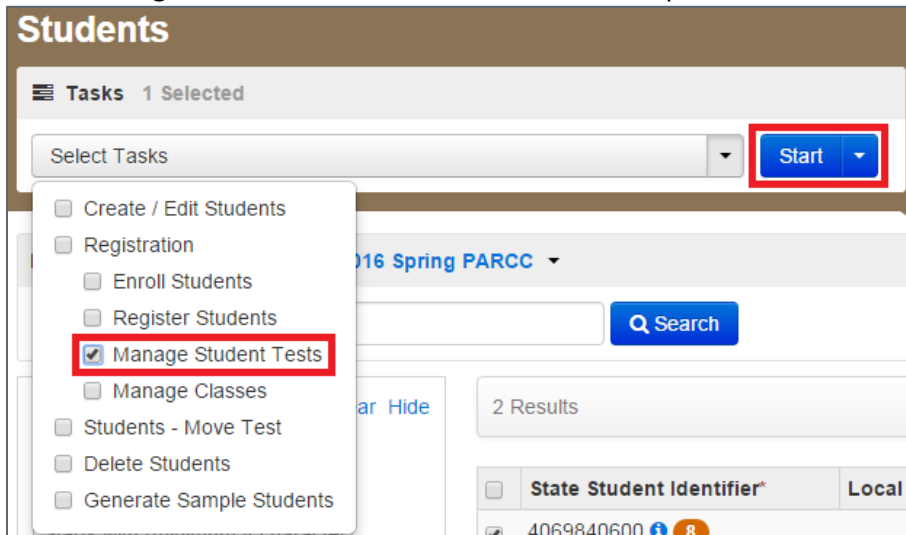 Students
Tasks 1 Selected
Select Tasks
Start
Create / Edit Students
Registration
016 Spring PARCC
Enroll Students
Register Students
Search
Manage Student Tests
Manage Classes
ar Hide
2 Results
Students - Move Test
Delete Students
Generate Sample Students
State Student Identifier*
Local
4069840600 8